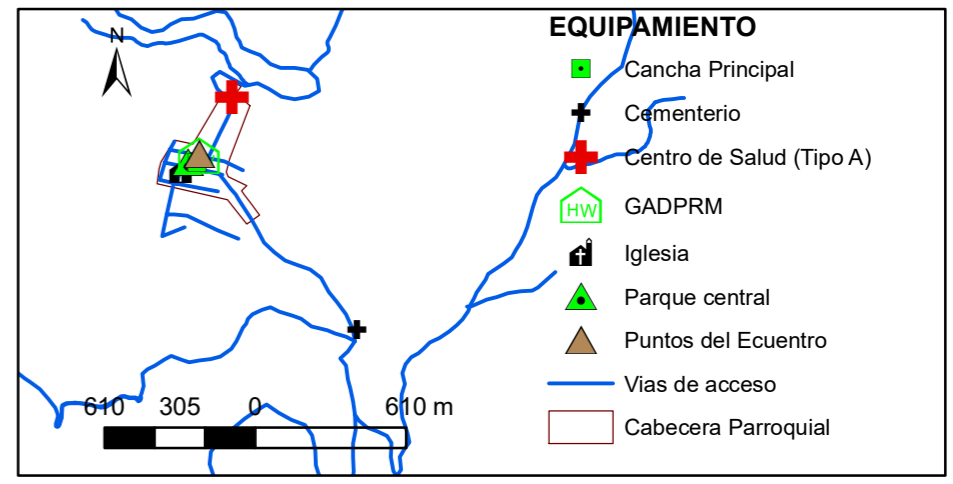 N
EQUIPAMIENTO
Cancha Principal
Cementerio
Centro de Salud (Tipo A)
HW GADPRM
Iglesia
Parque central
Puntos del Ecuentro
Vias de acceso
Cabecera Parroquial
610 305 0 610 m